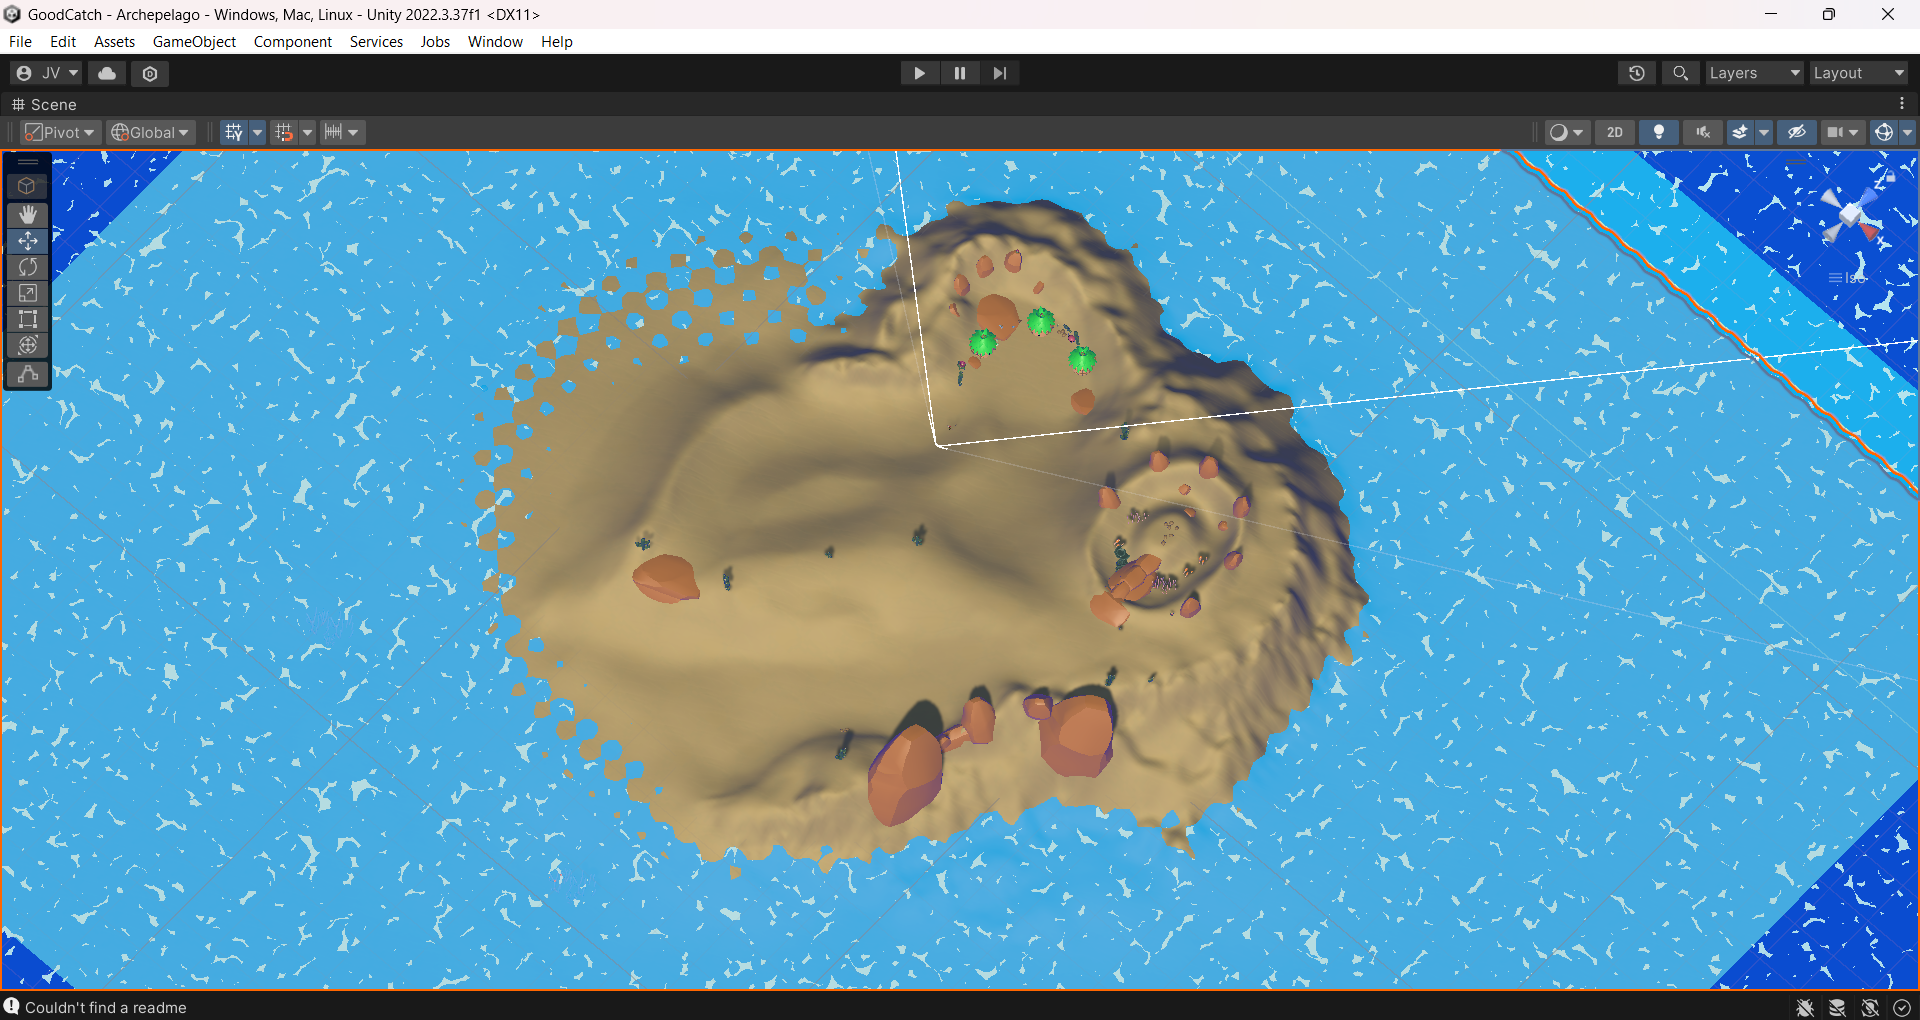 GoodCatch - Archepelago - Windows, Mac, Linux - Unity 2022.3.37f1 <DX11>
File Edit Assets GameObject Component Services Jobs Window Help
JV Layers Layout
Scene
Pivot Global 2D
Iso
Couldn't find a readme